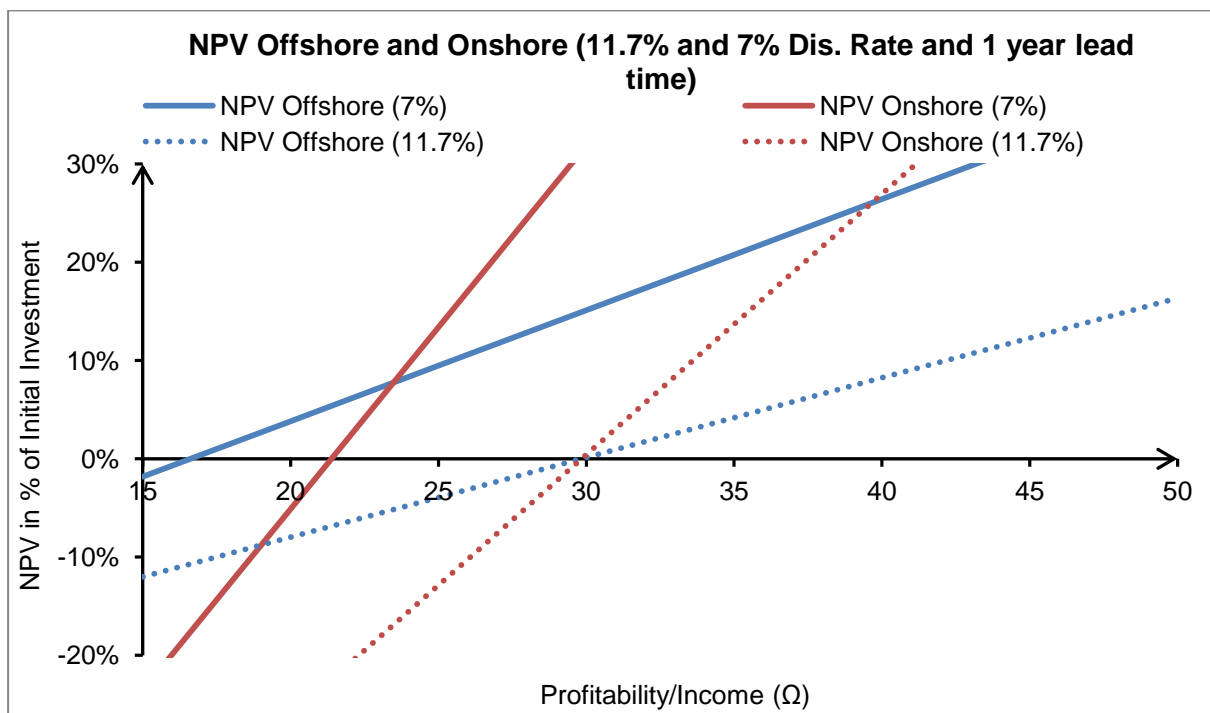 NPV Offshore and Onshore (11.7% and 7% Dis. Rate and 1 year lead
time)
NPV Offshore (7%)
NPV Onshore (7%)
NPV Offshore (11.7%)
NPV Onshore (11.7%)
30%
20%
10%
0%
-10%
-20%
15
20
25
30
35
40
45
50
NPV in % of Initial Investment
Profitability/Income (Ω)